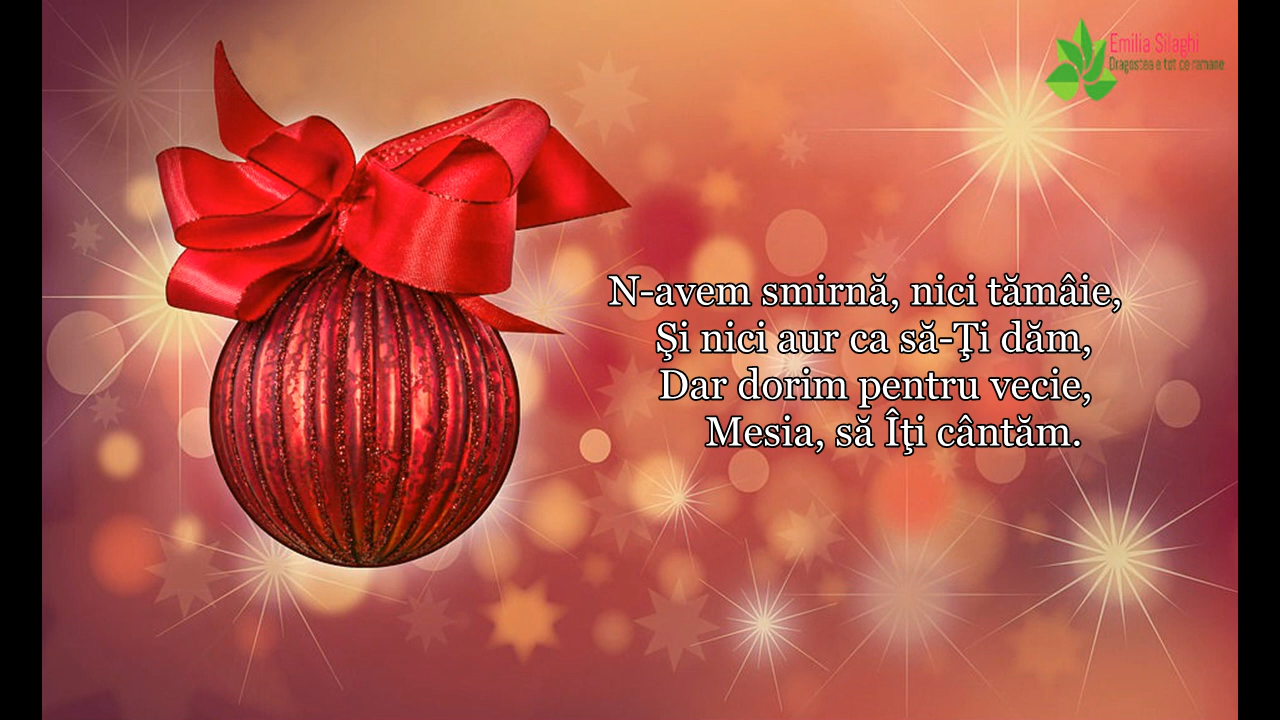 Emilia Silaghi
Dragostea e tot ce ramane
N-avem smirnă, nici tămâie,
Şi nici aur ca să-Ţi dăm,
Dar dorim pentru vecie,
Mesia, să Îţi cântăm.